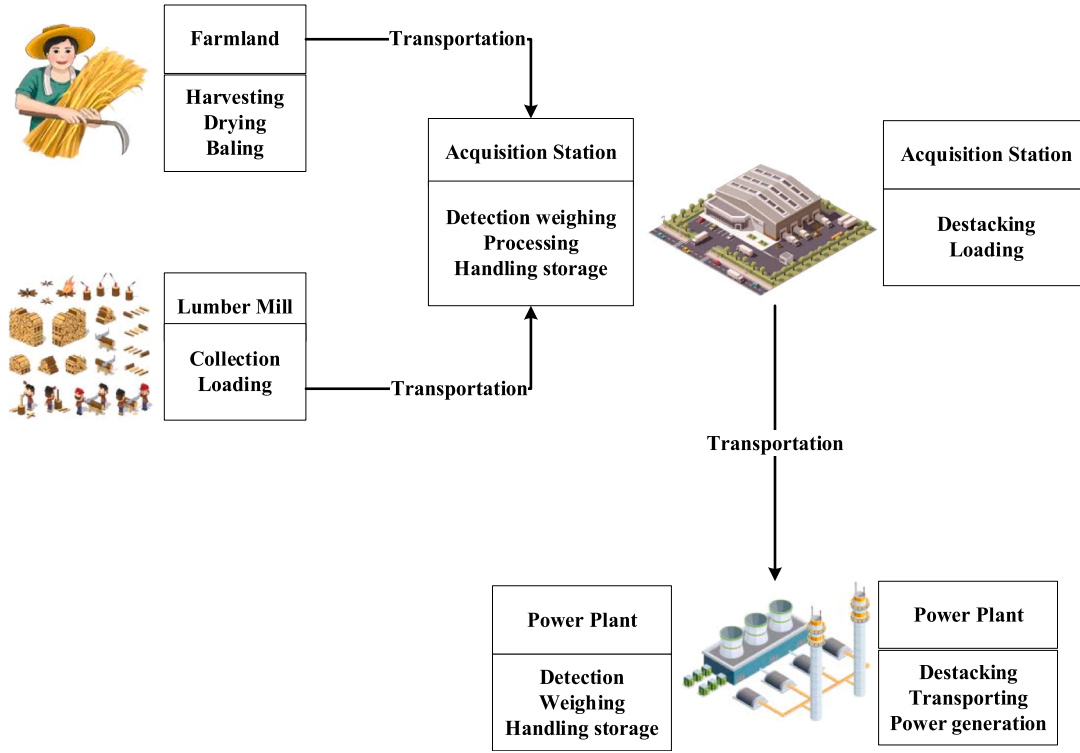 Farmland
Harvesting
Drying
Baling
Transportation
Lumber Mill
Collection
Loading
Transportation
Acquisition Station
Detection weighing
Processing
Handling storage
Acquisition Station
Destacking
Loading
Transportation
Power Plant
Detection
Weighing
Handling storage
Power Plant
Destacking
Transporting
Power generation